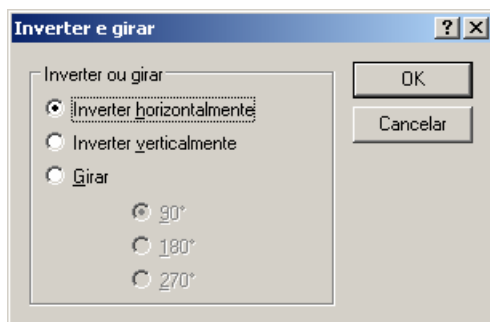 Inverter e girar
Inverter ou girar
Inverter horizontalmente
Inverter verticalmente
Girar
90°
180°
270°
OK
Cancelar